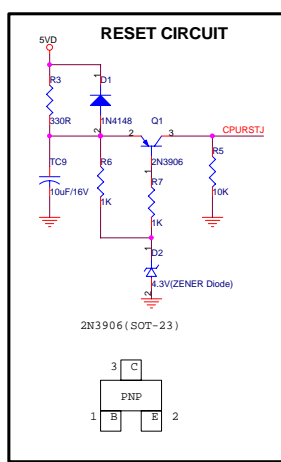 RESET CIRCUIT
5VD
R3
330R
1
D1
1N4148
2
2
Q1
3
CPURSTJ
2N3906
1
TC9
10uF/16V
R6
1K
R7
1K
R5
10K
1
D2
4.3V(ZENER Diode)
2
2N3906(SOT-23)
3 C
PNP
1 B E 2